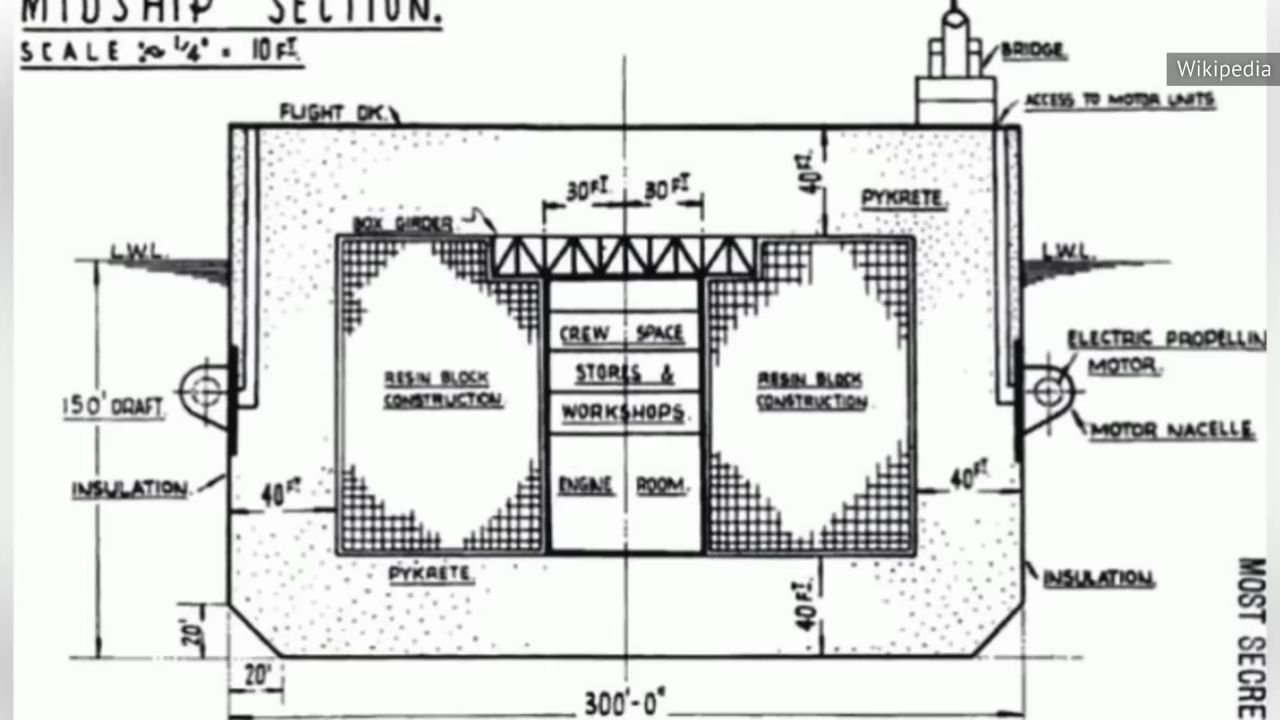 MIDSHIP SECTION.
SCALE :~ 1/4" = 10 FT.
Wikipedia
BRIDGE.
FLIGHT DK.
ACCESS TO MOTOR UNITS
40 FT.
30 FT.
30 FT.
PYKRETE.
BOX GIRDER
L.W.L.
L.W.L.
CREW SPACE
STORES &
WORKSHOPS.
ENGINE ROOM.
RESIN BLOCK
CONSTRUCTION.
RESIN BLOCK
CONSTRUCTION.
ELECTRIC PROPELLIN
MOTOR.
150' DRAFT.
MOTOR NACELLE.
INSULATION.
40 FT.
40 FT.
PYKRETE.
40 FT.
INSULATION.
20'
20'
300'-0"
MOST SECRE